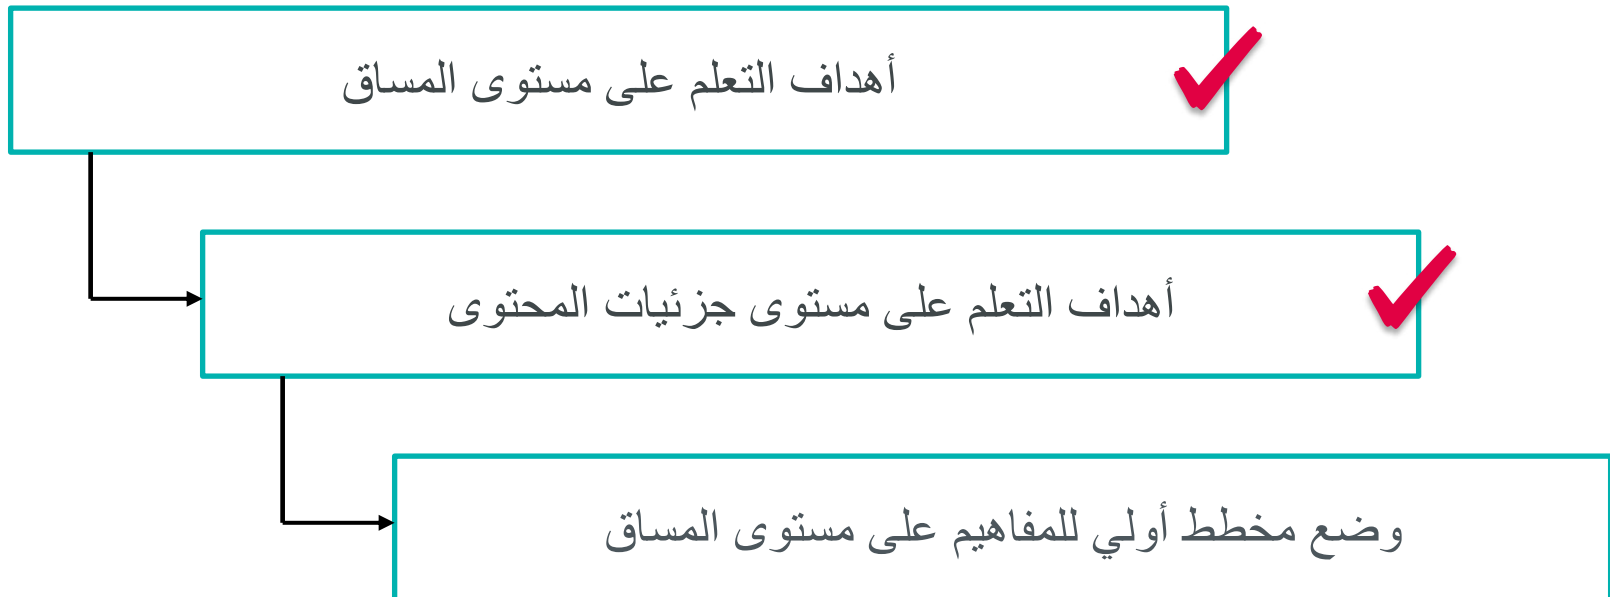 أهداف التعلم على مستوى المساق
أهداف التعلم على مستوى جزئيات المحتوى
وضع مخطط أولي للمفاهيم على مستوى المساق